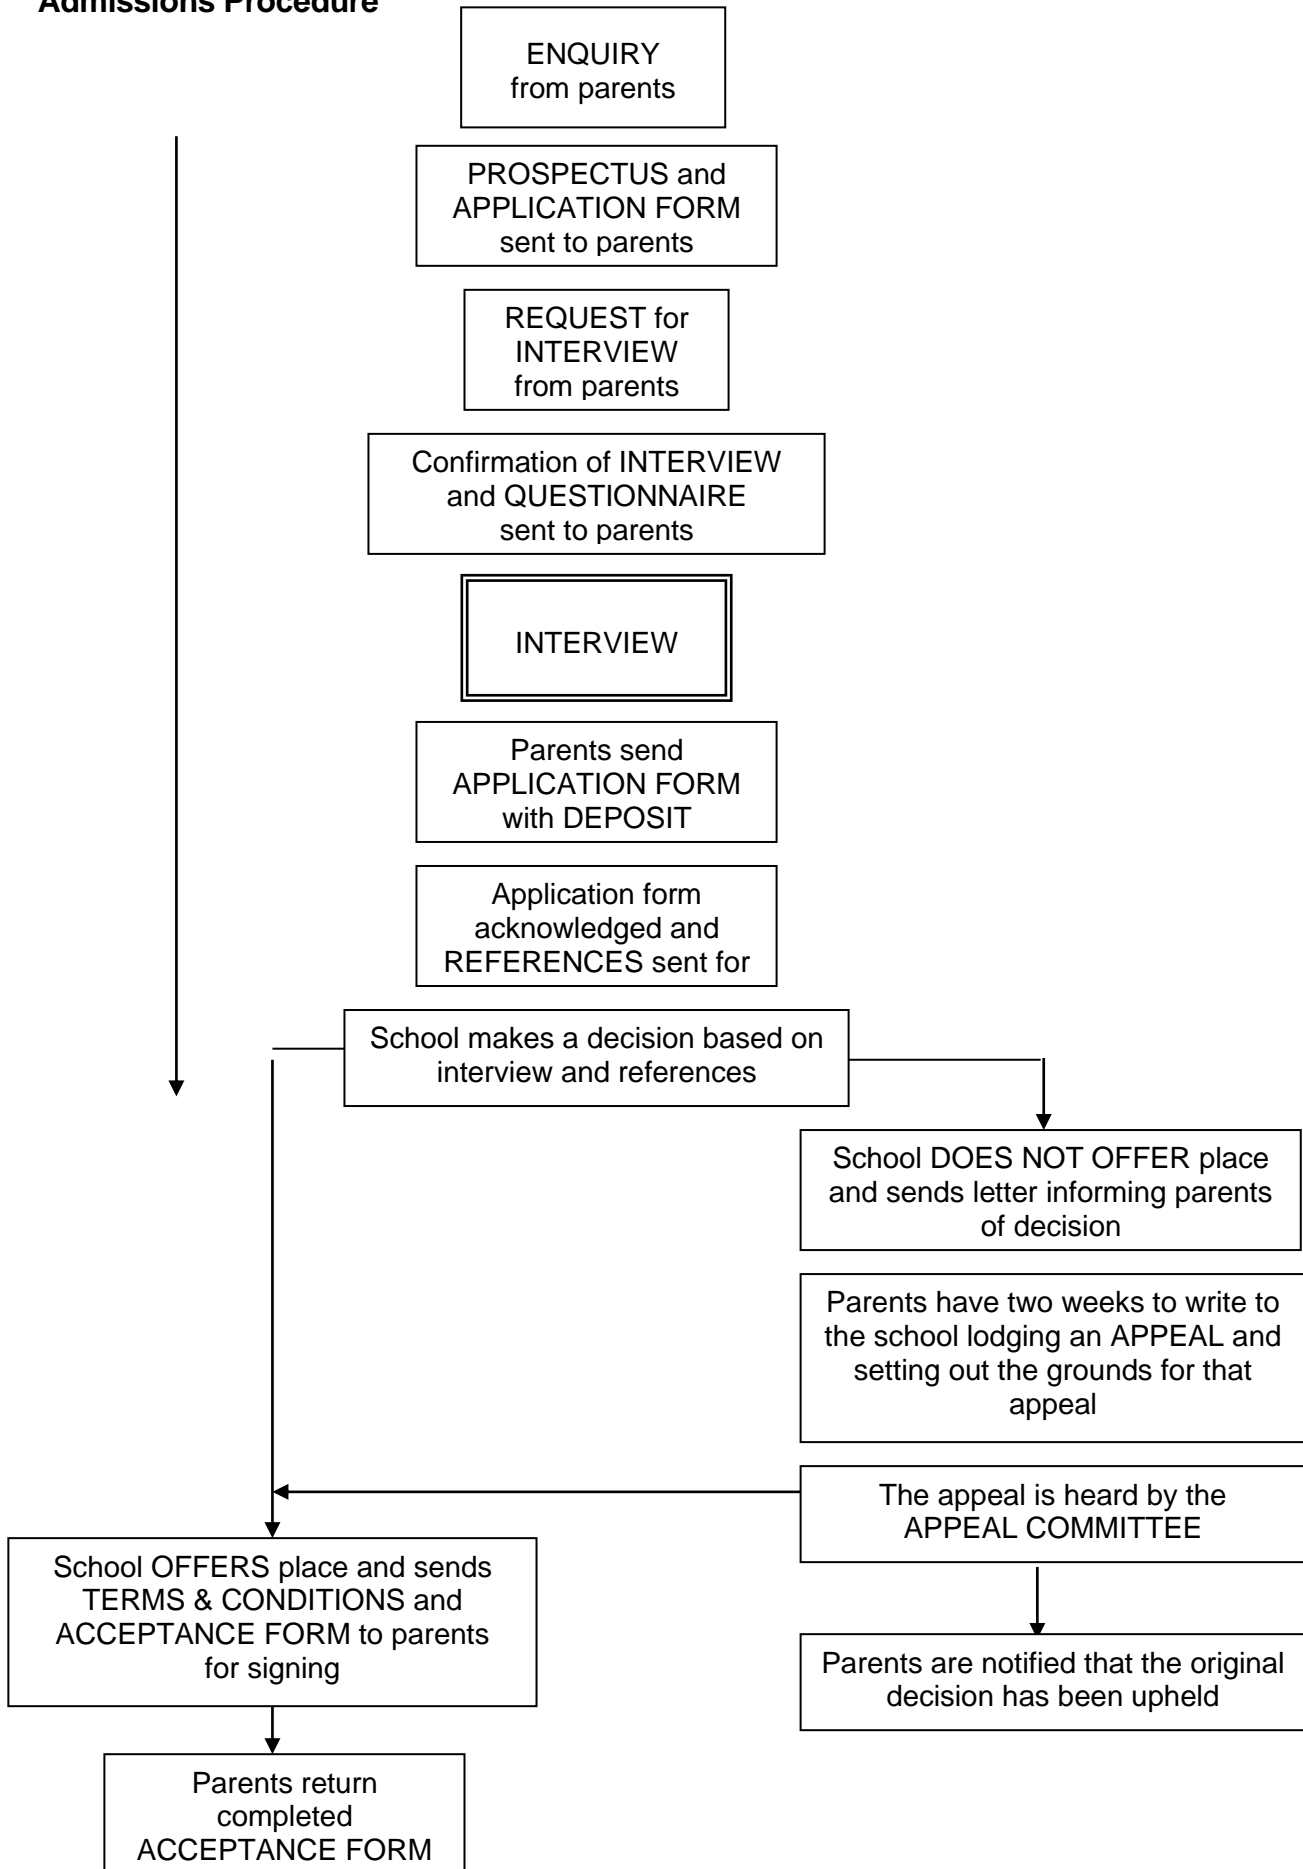 Admissions Procedure
ENQUIRY
from parents
PROSPECTUS and
APPLICATION FORM
sent to parents
REQUEST for
INTERVIEW
from parents
Confirmation of INTERVIEW
and QUESTIONNAIRE
sent to parents
INTERVIEW
Parents send
APPLICATION FORM
with DEPOSIT
Application form
acknowledged and
REFERENCES sent for
School makes a decision based on
interview and references
School DOES NOT OFFER place
and sends letter informing parents
of decision
Parents have two weeks to write to
the school lodging an APPEAL and
setting out the grounds for that
appeal
The appeal is heard by the
APPEAL COMMITTEE
School OFFERS place and sends
TERMS & CONDITIONS and
ACCEPTANCE FORM to parents
for signing
Parents are notified that the original
decision has been upheld
Parents return
completed
ACCEPTANCE FORM